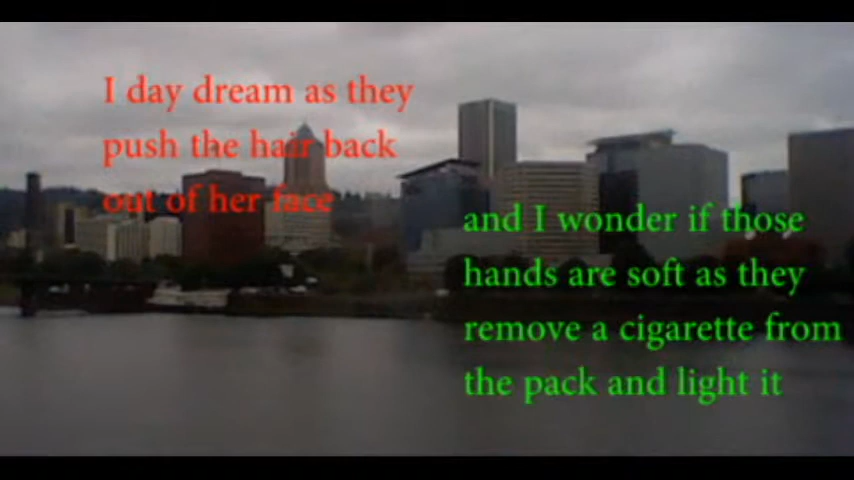 I day dream as they
push the hair back
out of her face
and I wonder if those
hands are soft as they
remove a cigarette from
the pack and light it